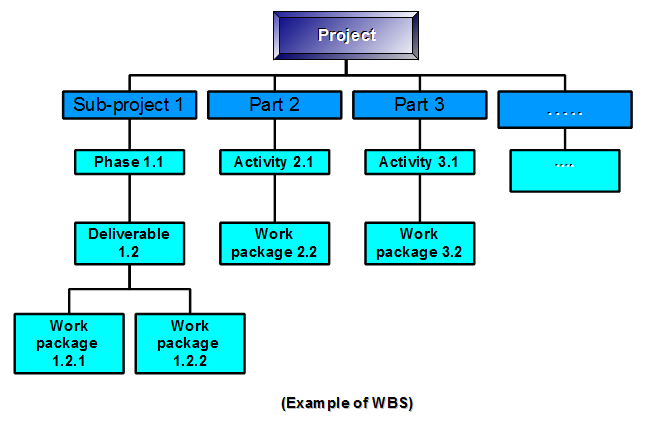 Project
Sub-project 1
Part 2
Part 3
. . . . .
Phase 1.1
Activity 2.1
Activity 3.1
....
Deliverable
1.2
Work
package 2.2
Work
package 3.2
Work
package
1.2.1
Work
package
1.2.2
(Example of WBS)